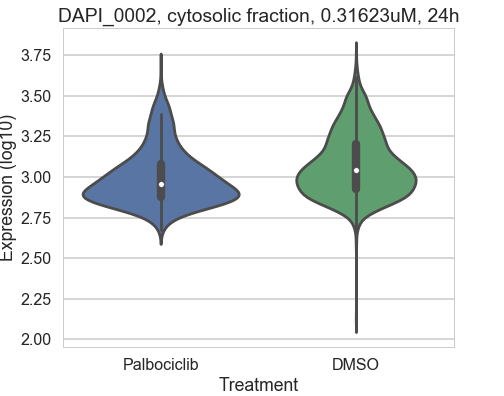 DAPI_0002, cytosolic fraction, 0.31623uM, 24h
Expression (log10)
3.75
3.50
3.25
3.00
2.75
2.50
2.25
2.00
Palbociclib DMSO
Treatment